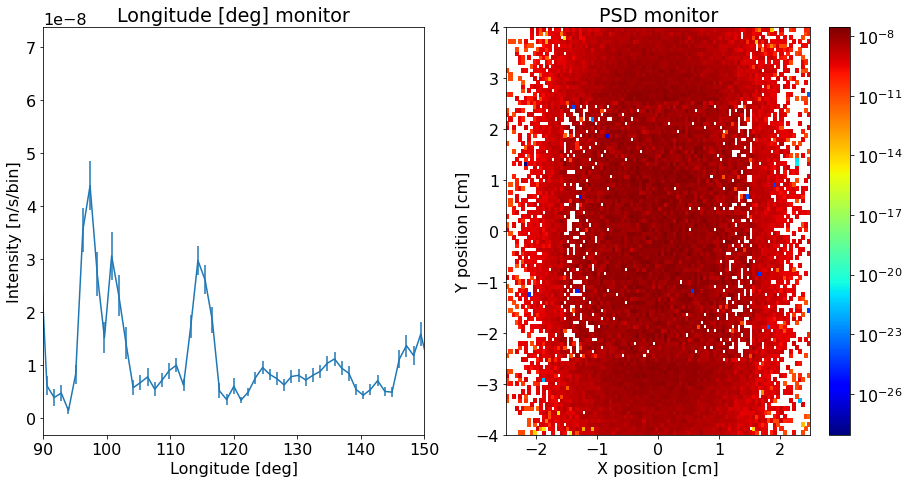 Longitude [deg] monitor
1e−8
7
6
5
4
3
2
1
0
Intensity [n/s/bin]
90 100 110 120 130 140 150
Longitude [deg]
PSD monitor
4
3
2
1
0
−1
−2
−3
−4
Y position [cm]
−2 −1 0 1 2
X position [cm]
10⁻⁸
10⁻¹¹
10⁻¹⁴
10⁻¹⁷
10⁻²⁰
10⁻²³
10⁻²⁶